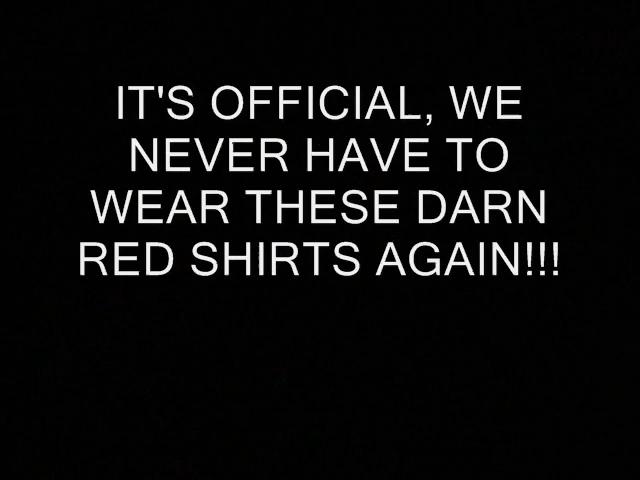 IT'S OFFICIAL, WE
NEVER HAVE TO
WEAR THESE DARN
RED SHIRTS AGAIN!!!